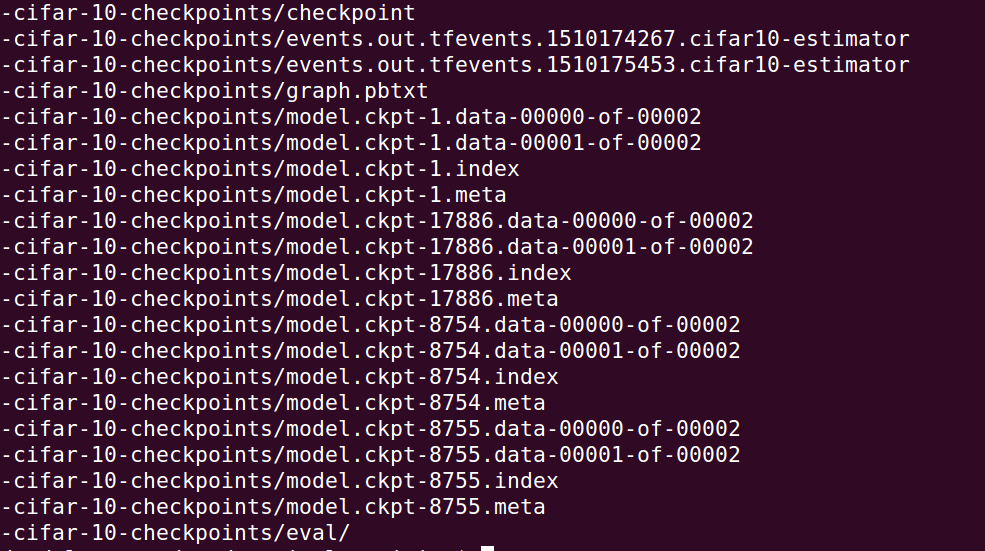 -cifar-10-checkpoints/checkpoint
-cifar-10-checkpoints/events.out.tfevents.1510174267.cifar10-estimator
-cifar-10-checkpoints/events.out.tfevents.1510175453.cifar10-estimator
-cifar-10-checkpoints/graph.pbtxt
-cifar-10-checkpoints/model.ckpt-1.data-00000-of-00002
-cifar-10-checkpoints/model.ckpt-1.data-00001-of-00002
-cifar-10-checkpoints/model.ckpt-1.index
-cifar-10-checkpoints/model.ckpt-1.meta
-cifar-10-checkpoints/model.ckpt-17886.data-00000-of-00002
-cifar-10-checkpoints/model.ckpt-17886.data-00001-of-00002
-cifar-10-checkpoints/model.ckpt-17886.index
-cifar-10-checkpoints/model.ckpt-17886.meta
-cifar-10-checkpoints/model.ckpt-8754.data-00000-of-00002
-cifar-10-checkpoints/model.ckpt-8754.data-00001-of-00002
-cifar-10-checkpoints/model.ckpt-8754.index
-cifar-10-checkpoints/model.ckpt-8754.meta
-cifar-10-checkpoints/model.ckpt-8755.data-00000-of-00002
-cifar-10-checkpoints/model.ckpt-8755.data-00001-of-00002
-cifar-10-checkpoints/model.ckpt-8755.index
-cifar-10-checkpoints/model.ckpt-8755.meta
-cifar-10-checkpoints/eval/